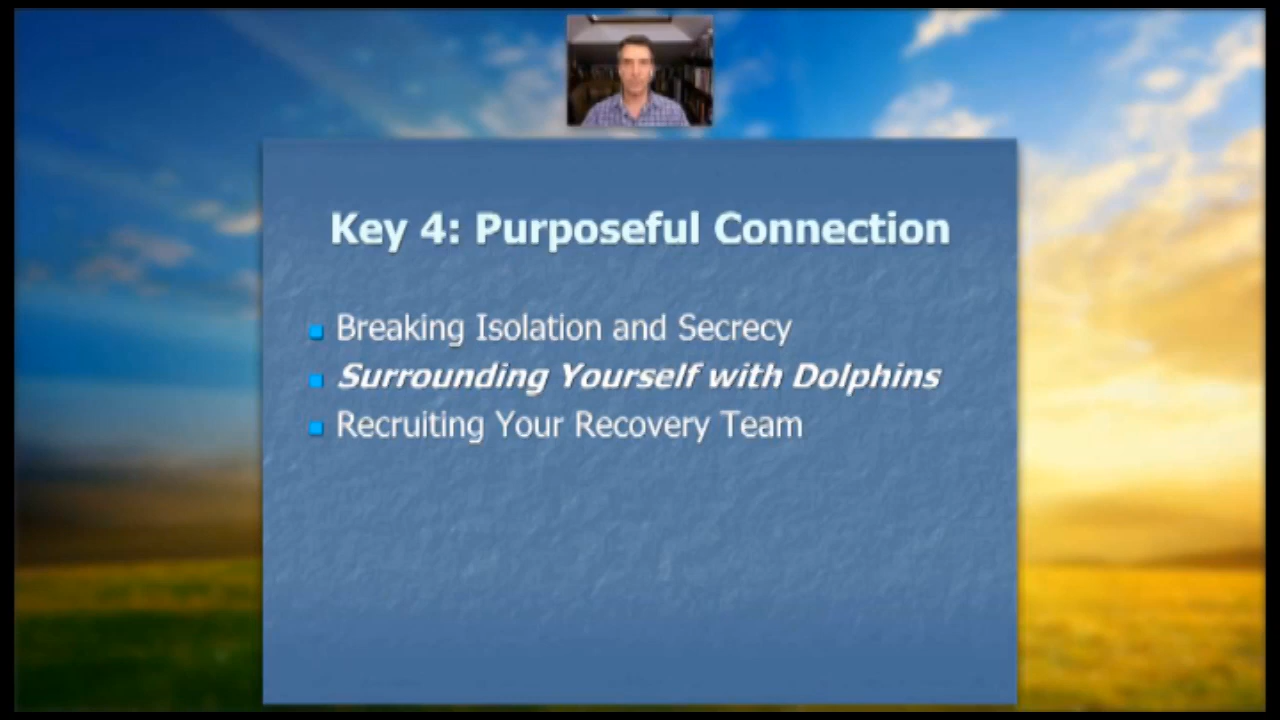 Key 4: Purposeful Connection
Breaking Isolation and Secrecy
Surrounding Yourself with Dolphins
Recruiting Your Recovery Team